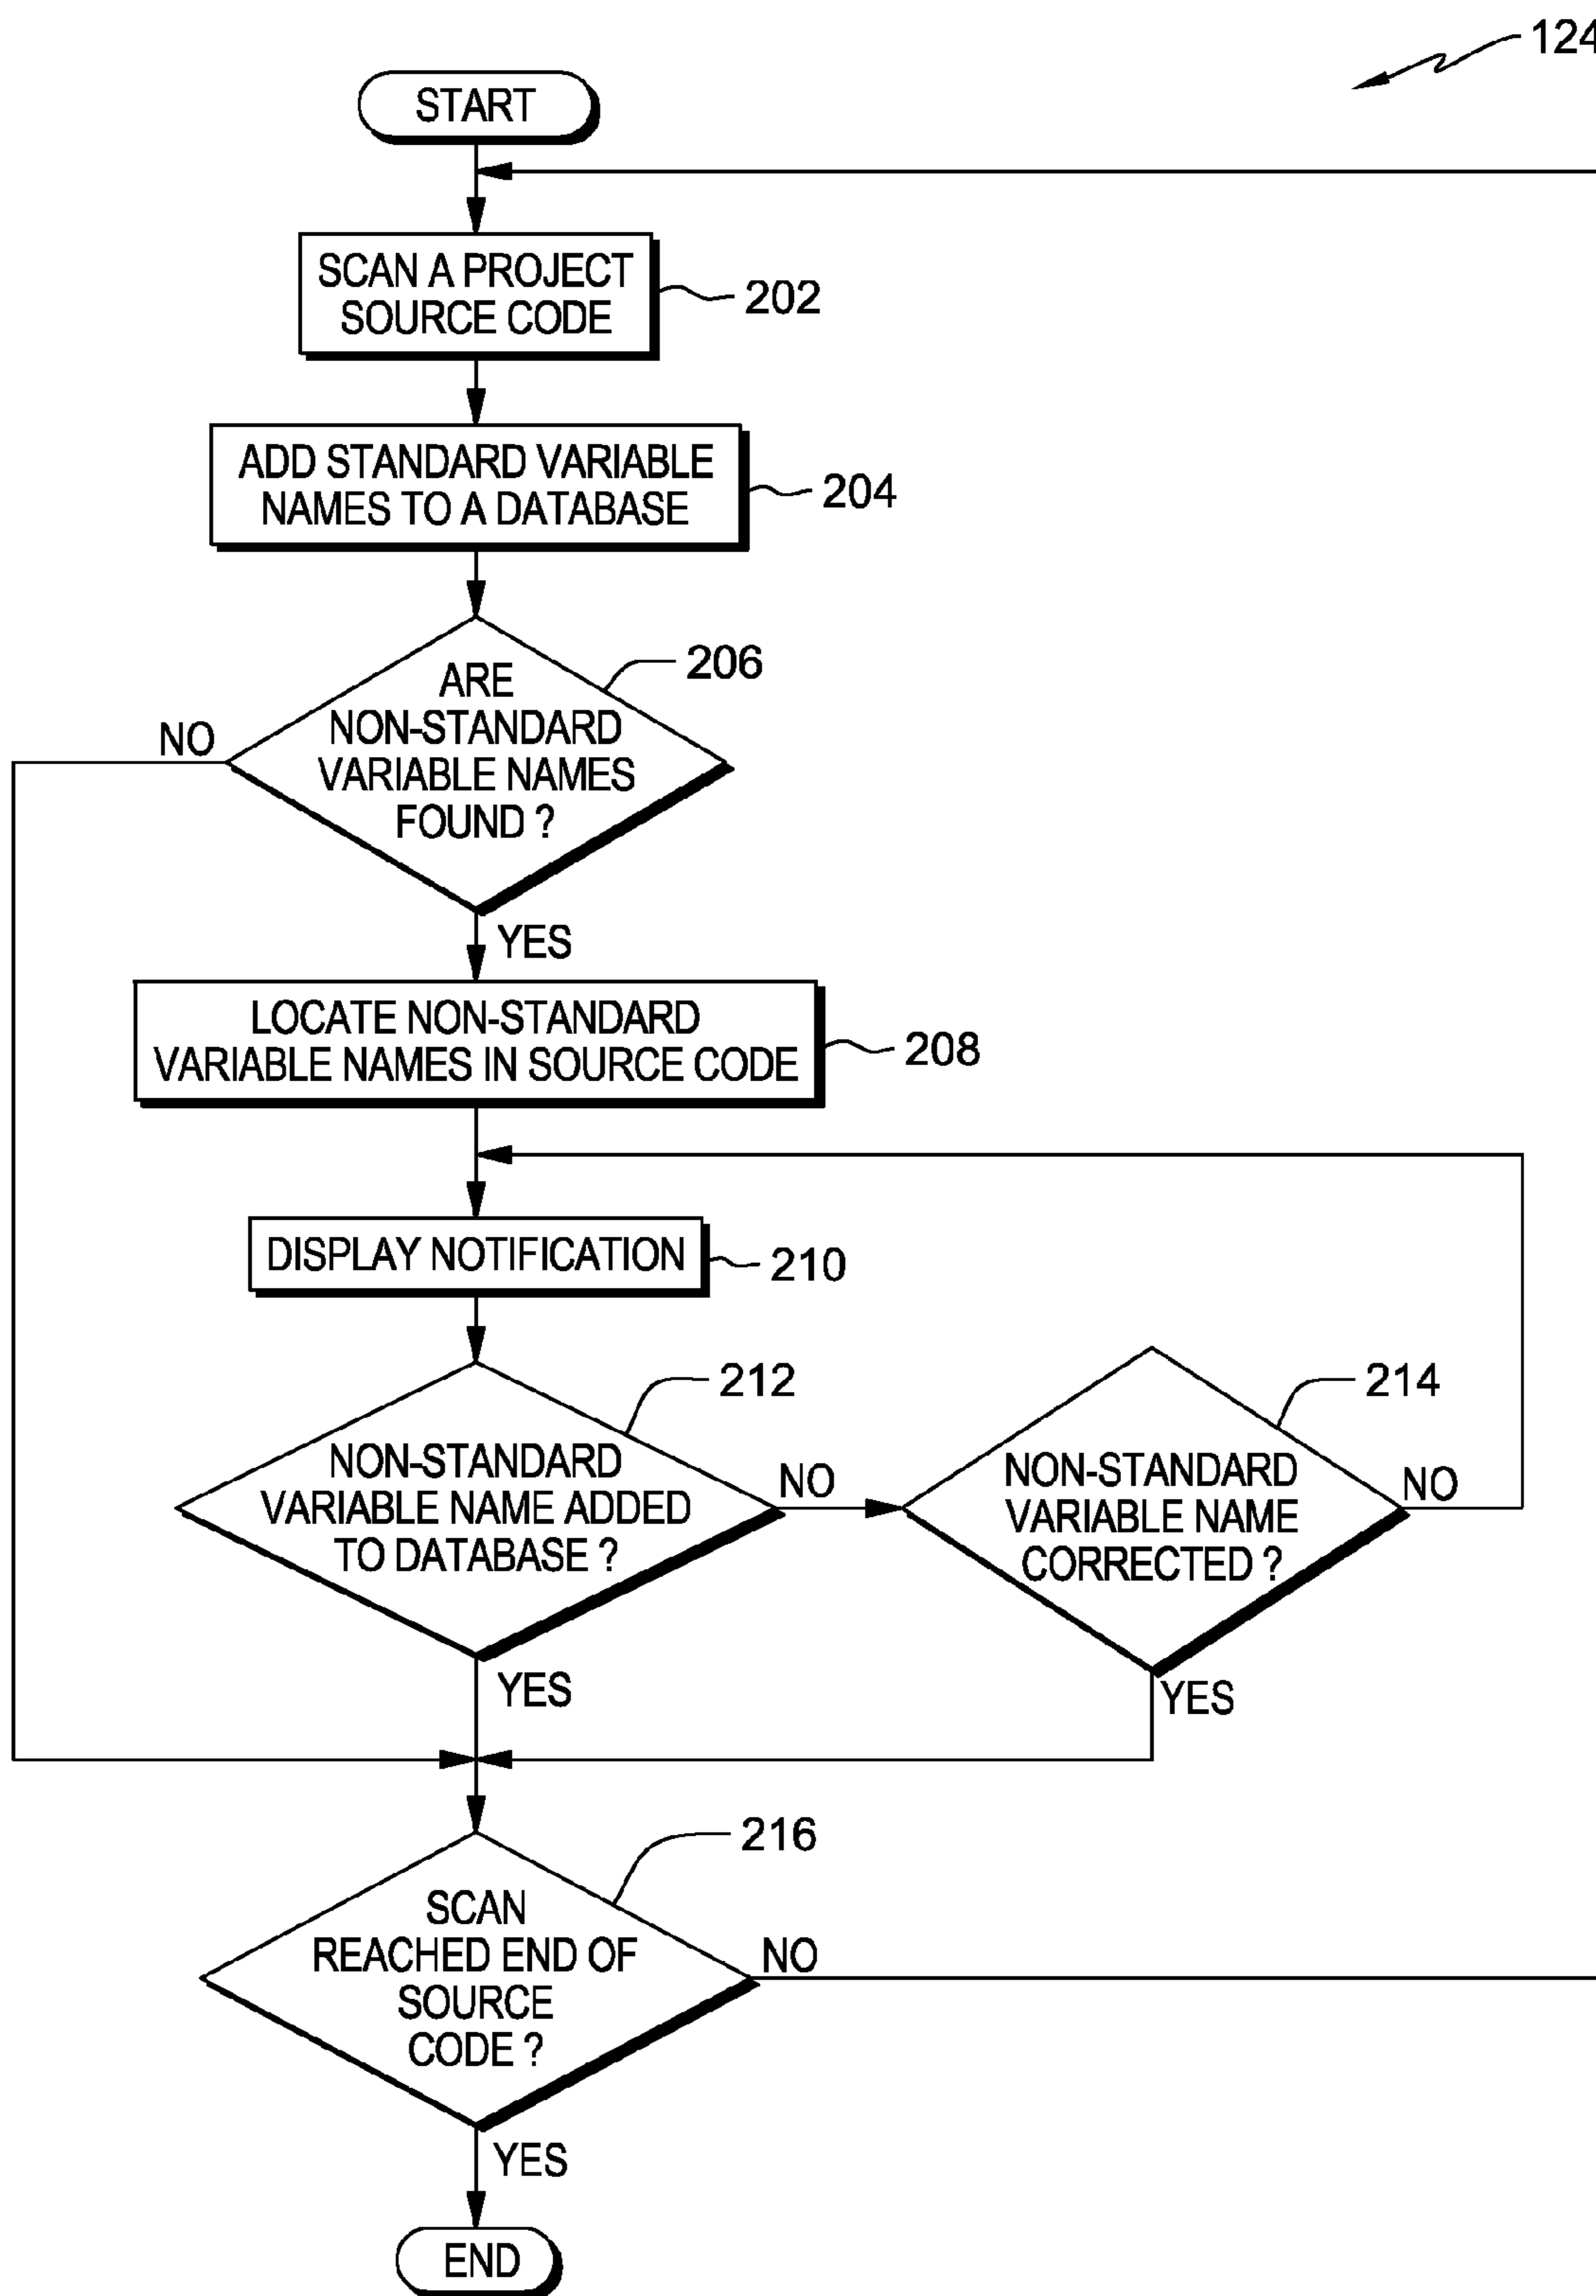 124
START
SCAN A PROJECT
SOURCE CODE
202
ADD STANDARD VARIABLE
NAMES TO A DATABASE
204
ARE
NON-STANDARD
VARIABLE NAMES
FOUND ?
206
NO
YES
LOCATE NON-STANDARD
VARIABLE NAMES IN SOURCE CODE
208
DISPLAY NOTIFICATION
210
NON-STANDARD
VARIABLE NAME ADDED
TO DATABASE ?
212
NO
YES
NON-STANDARD
VARIABLE NAME
CORRECTED ?
214
NO
YES
SCAN
REACHED END OF
SOURCE
CODE ?
216
NO
YES
END